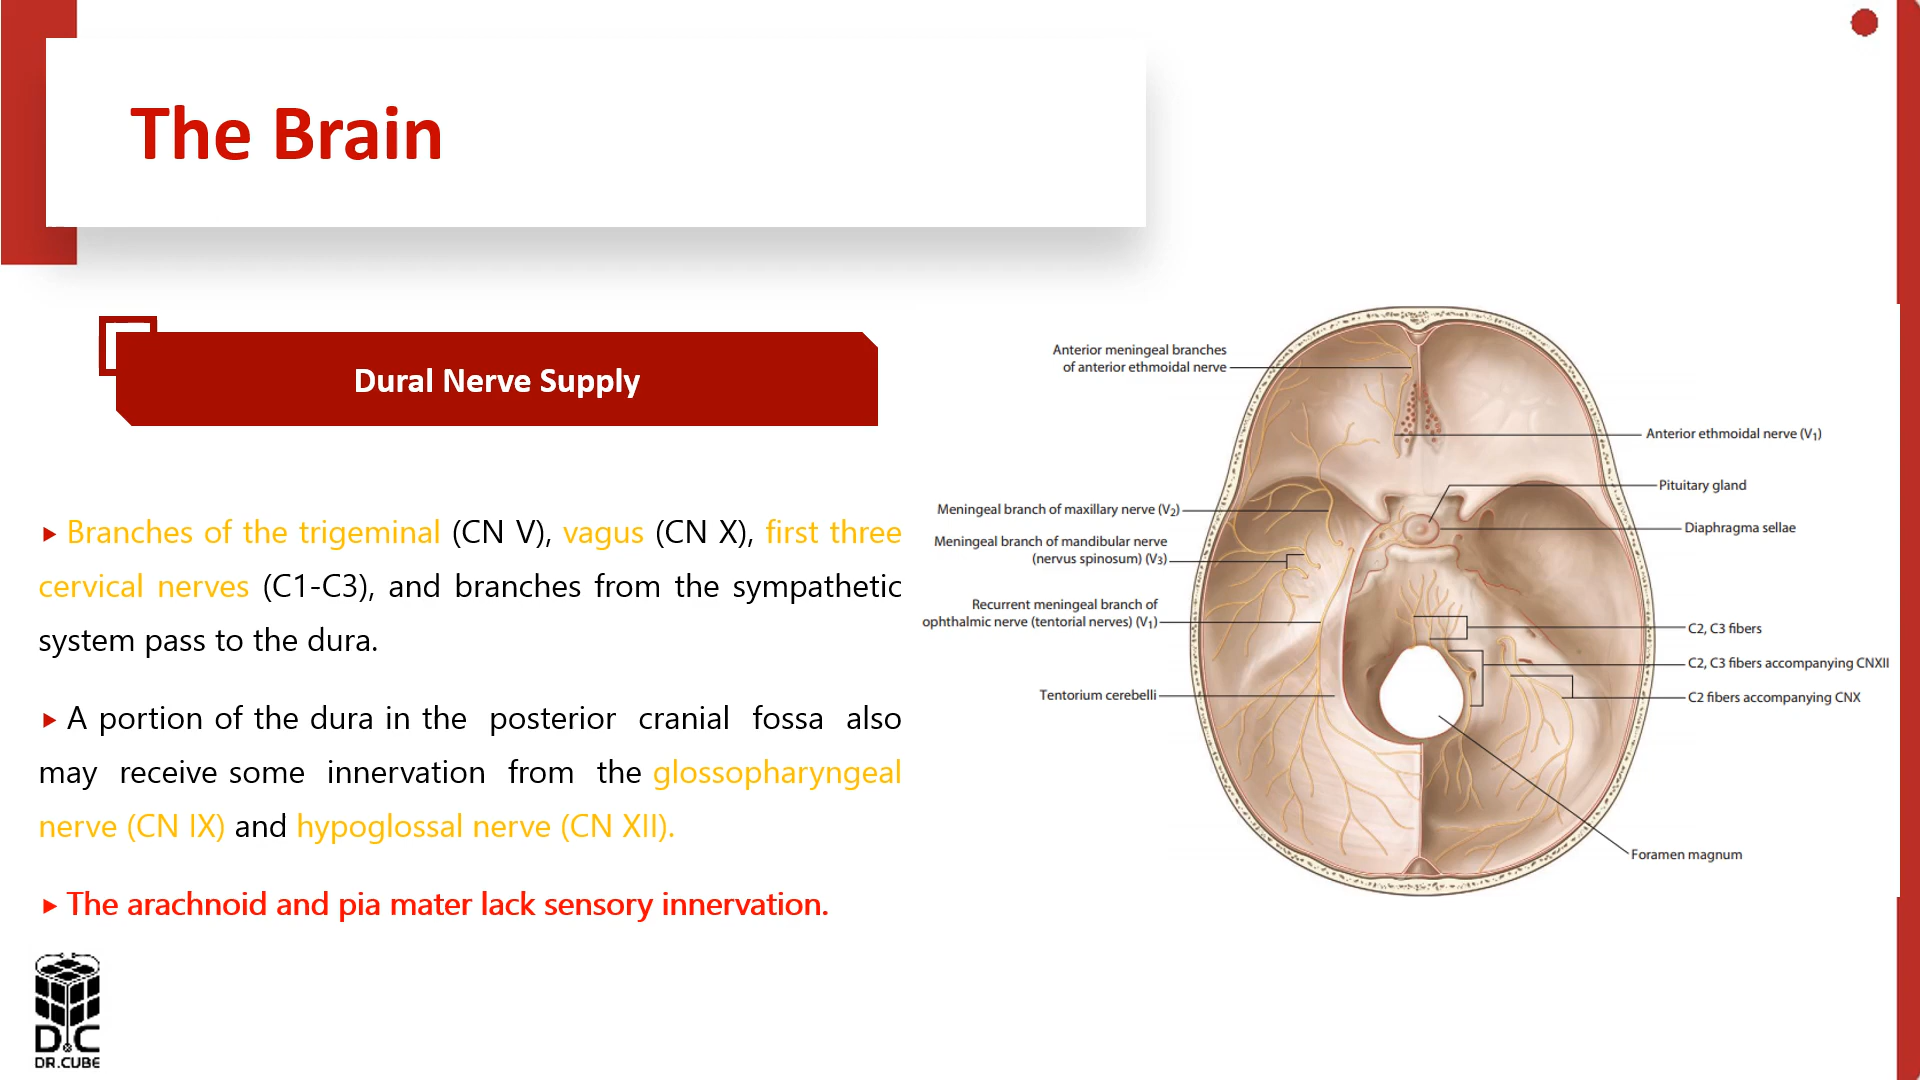 The Brain
Dural Nerve Supply
Branches of the trigeminal (CN V), vagus (CN X), first three
cervical nerves (C1-C3), and branches from the sympathetic
system pass to the dura.
A portion of the dura in the posterior cranial fossa also
may receive some innervation from the glossopharyngeal
nerve (CN IX) and hypoglossal nerve (CN XII).
The arachnoid and pia mater lack sensory innervation.
DC
DR.CUBE
Anterior meningeal branches
of anterior ethmoidal nerve
Meningeal branch of maxillary nerve (V2)
Meningeal branch of mandibular nerve
(nervus spinosum) (V3)
Recurrent meningeal branch of
ophthalmic nerve (tentorial nerves) (V1)
Tentorium cerebelli
Anterior ethmoidal nerve (V1)
Pituitary gland
Diaphragma sellae
C2, C3 fibers
C2, C3 fibers accompanying CNXII
C2 fibers accompanying CNX
Foramen magnum